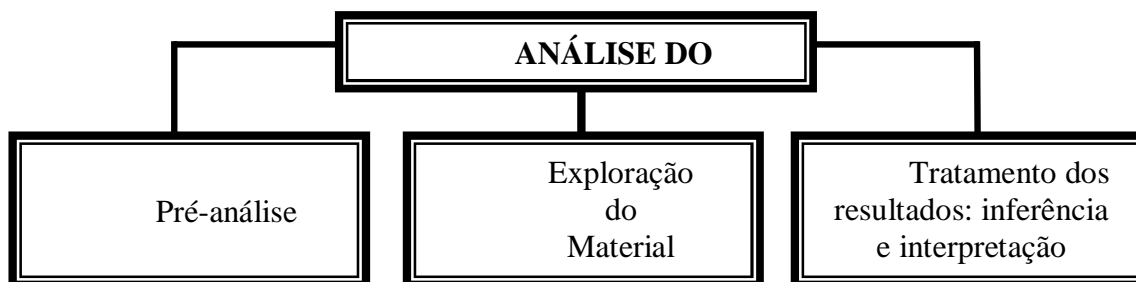 ANÁLISE DO
Pré-análise
Exploração
do
Material
Tratamento dos
resultados: inferência
e interpretação